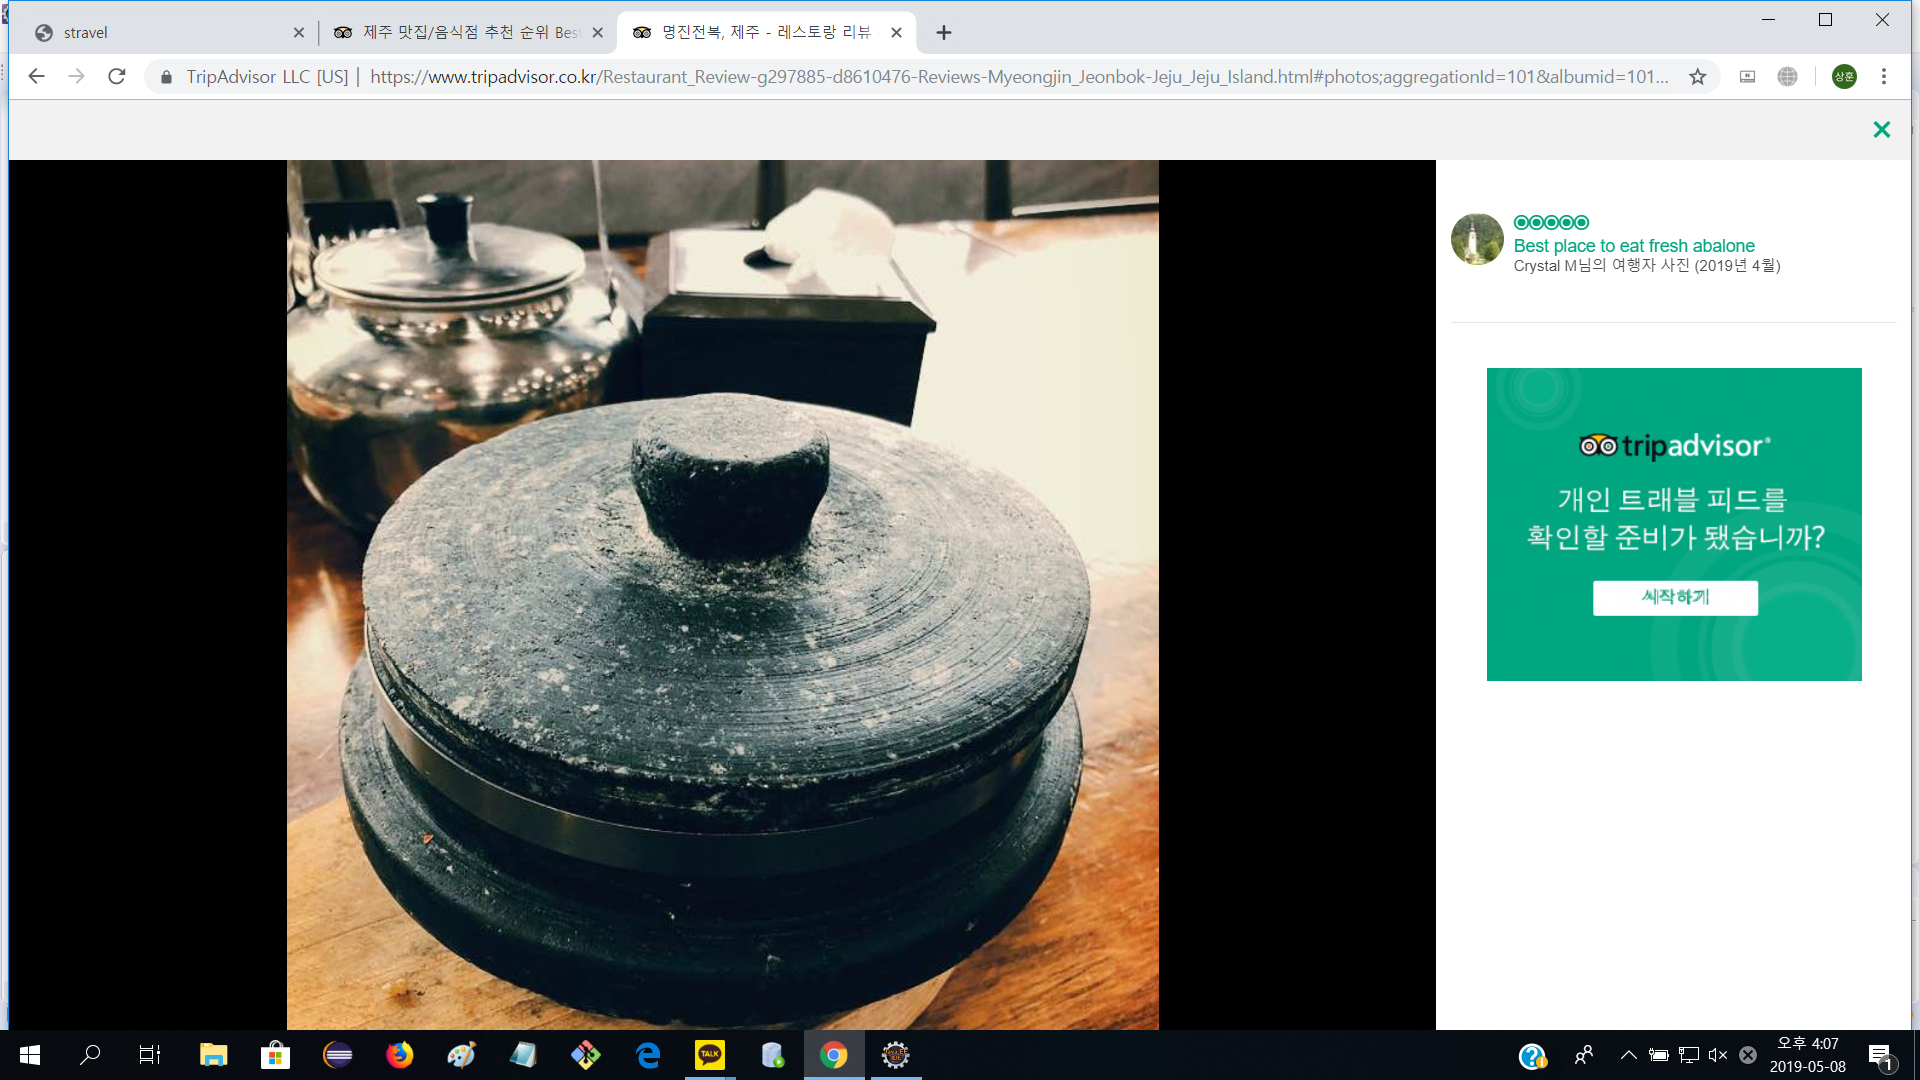 stravel
제주 맛집/음식점 추천 순위 Bes
명진전복, 제주 - 레스토랑 리뷰
TripAdvisor LLC [US] | https://www.tripadvisor.co.kr/Restaurant_Review-g297885-d8610476-Reviews-Myeongjin_Jeonbok-Jeju_Jeju_Island.html#photos;aggregationId=101&albumid=101...
상훈
Best place to eat fresh abalone
Crystal M님의 여행자 사진 (2019년 4월)
tripadvisor®
개인 트래블 피드를
확인할 준비가 됐습니까?
시작하기
TALK
오후 4:07
2019-05-08
1